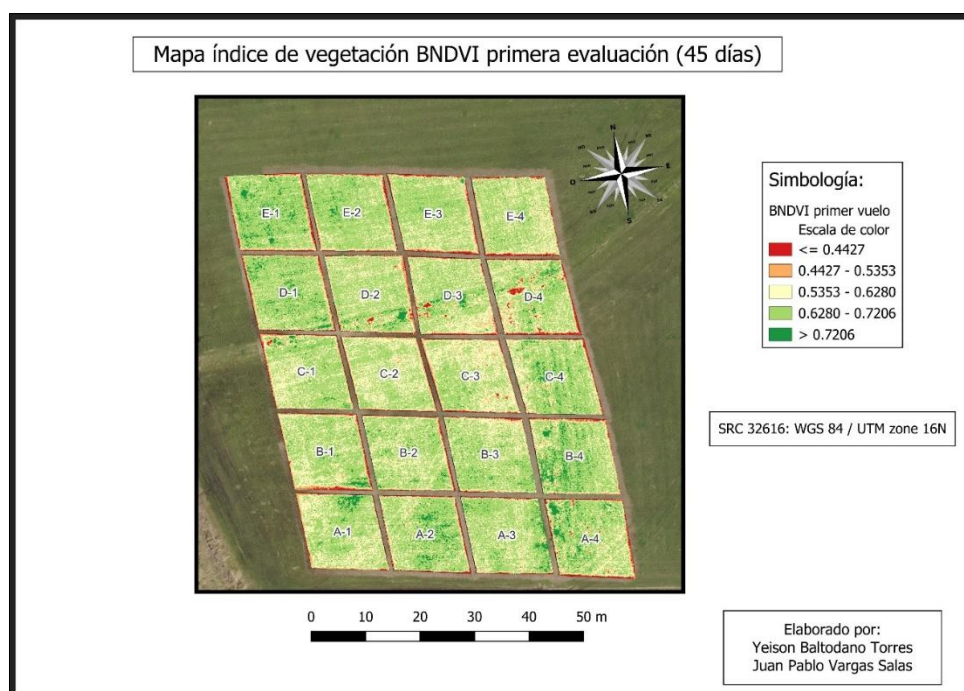 Mapa índice de vegetación BNDVI primera evaluación (45 días)
N
E
O
S
E-1 E-2 E-3 E-4
D-1 D-2 D-3 D-4
C-1 C-2 C-3 C-4
B-1 B-2 B-3 B-4
A-1 A-2 A-3 A-4
Simbología:
BNDVI primer vuelo
Escala de color
<= 0.4427
0.4427 - 0.5353
0.5353 - 0.6280
0.6280 - 0.7206
> 0.7206
SRC 32616: WGS 84 / UTM zone 16N
0 10 20 30 40 50 m
Elaborado por:
Yeison Baltodano Torres
Juan Pablo Vargas Salas